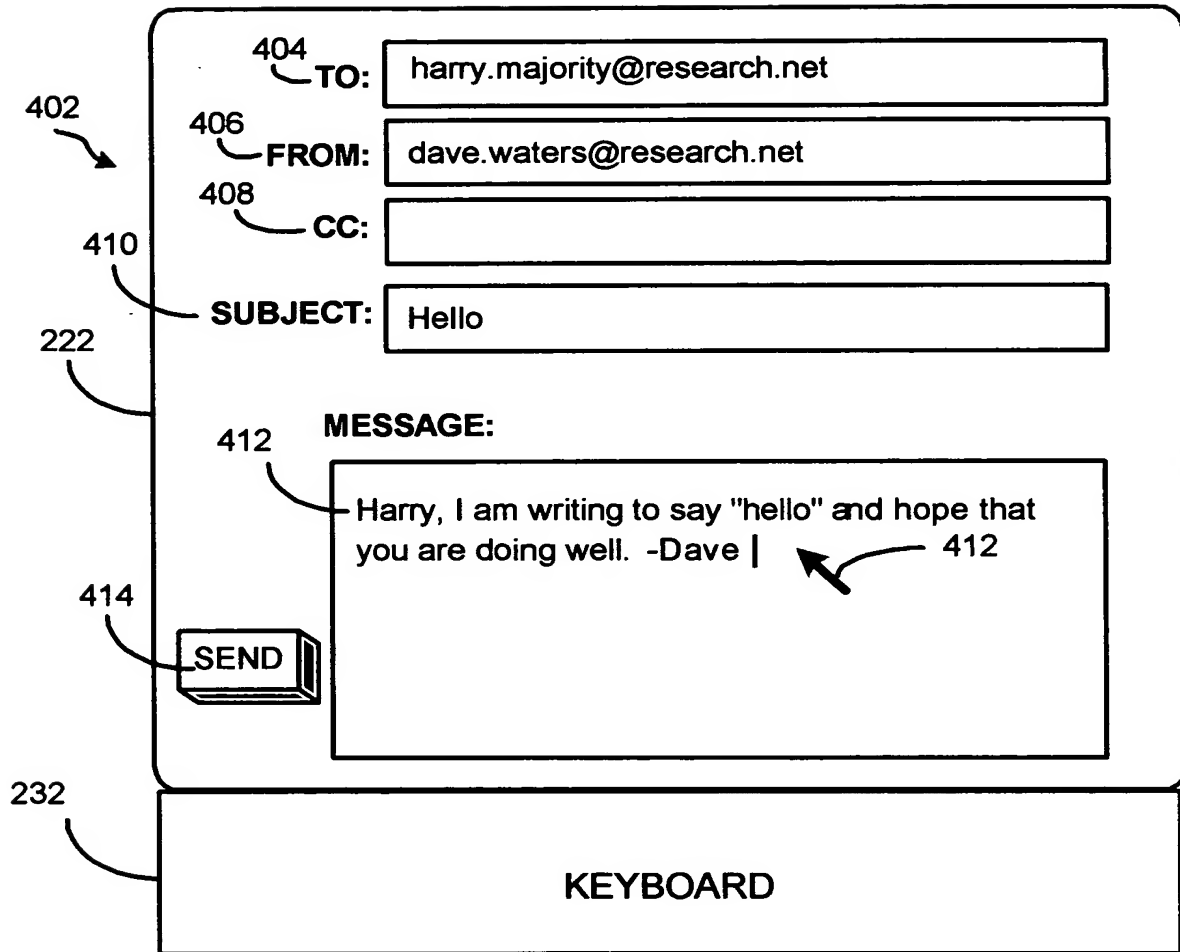 404
TO: harry.majority@research.net
402
406
FROM: dave.waters@research.net
408
CC:
410
SUBJECT: Hello
222
MESSAGE:
412
Harry, I am writing to say "hello" and hope that
you are doing well. -Dave |
412
414
SEND
232
KEYBOARD